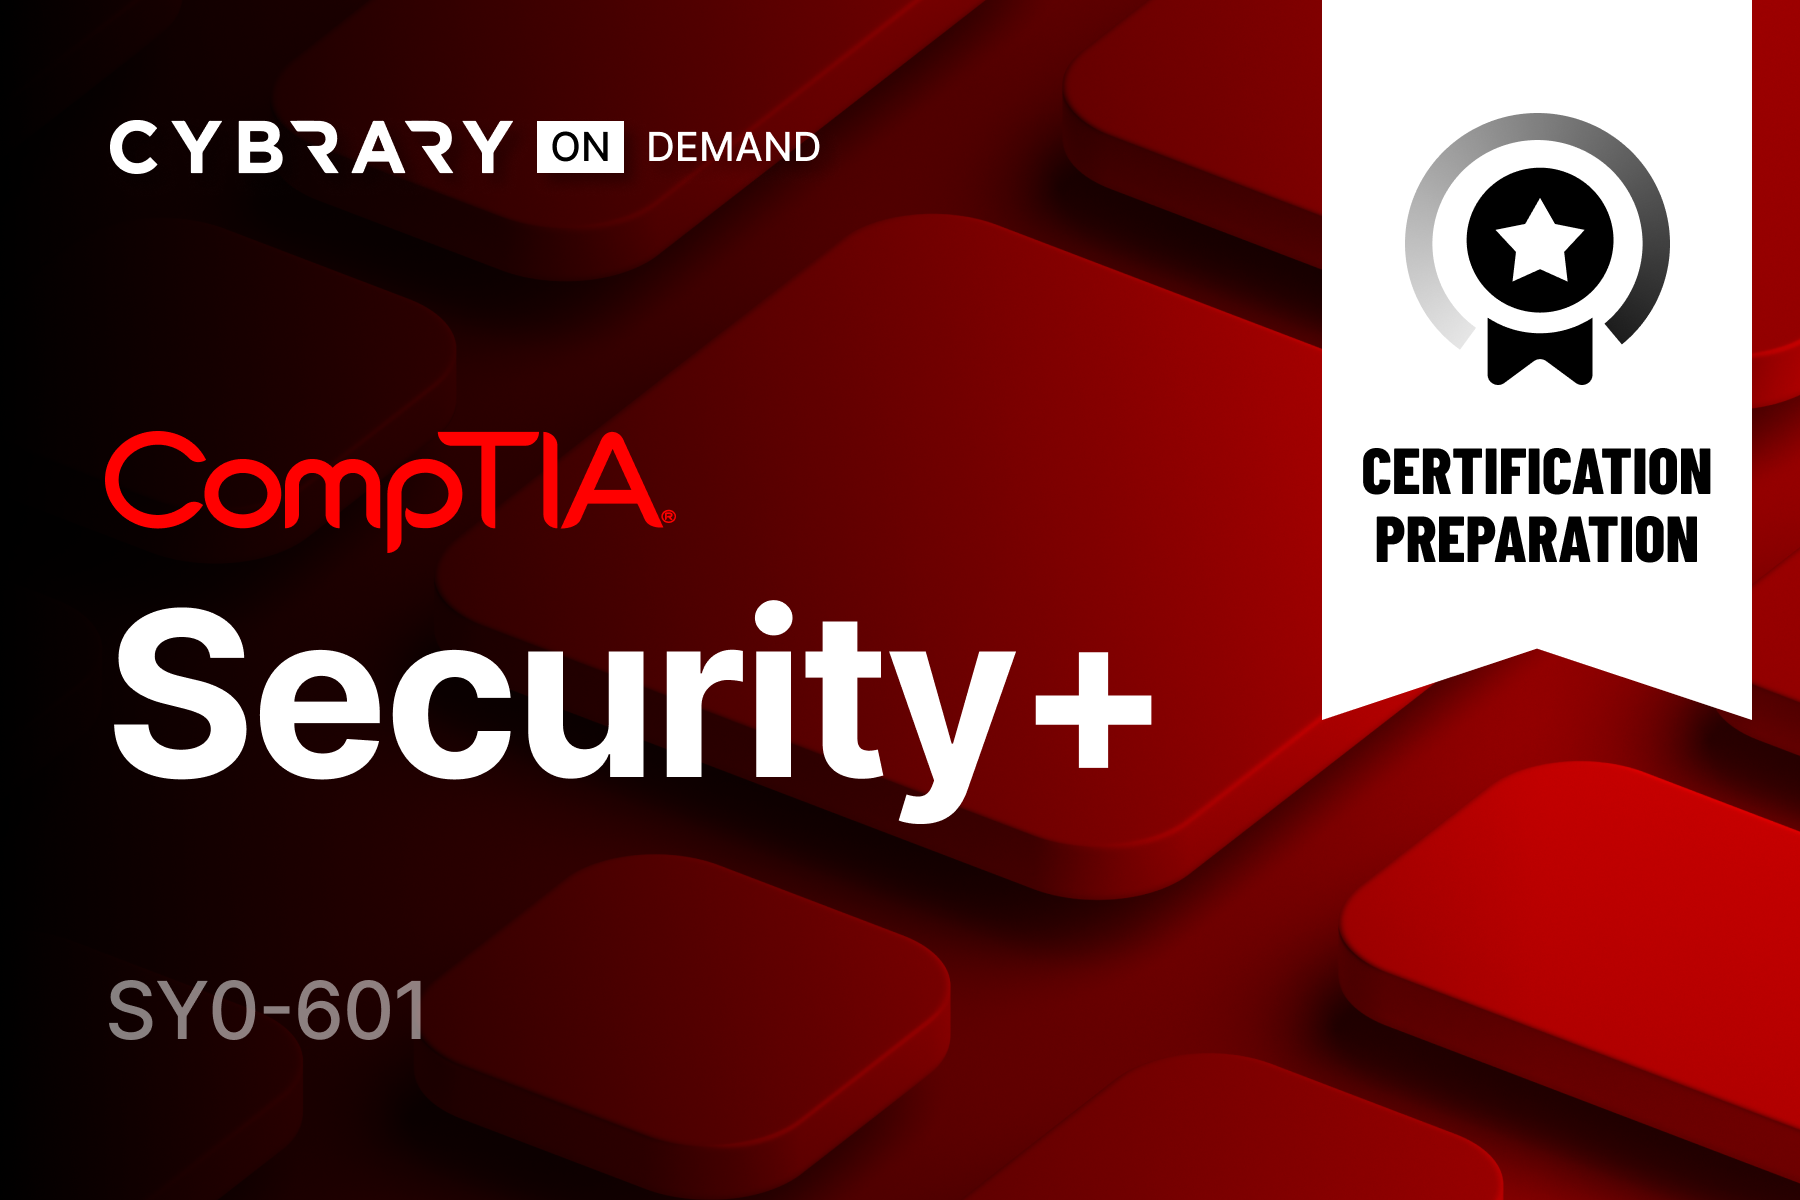 CYBRARY ON DEMAND
CERTIFICATION
PREPARATION
CompTIA®
Security+
SY0-601